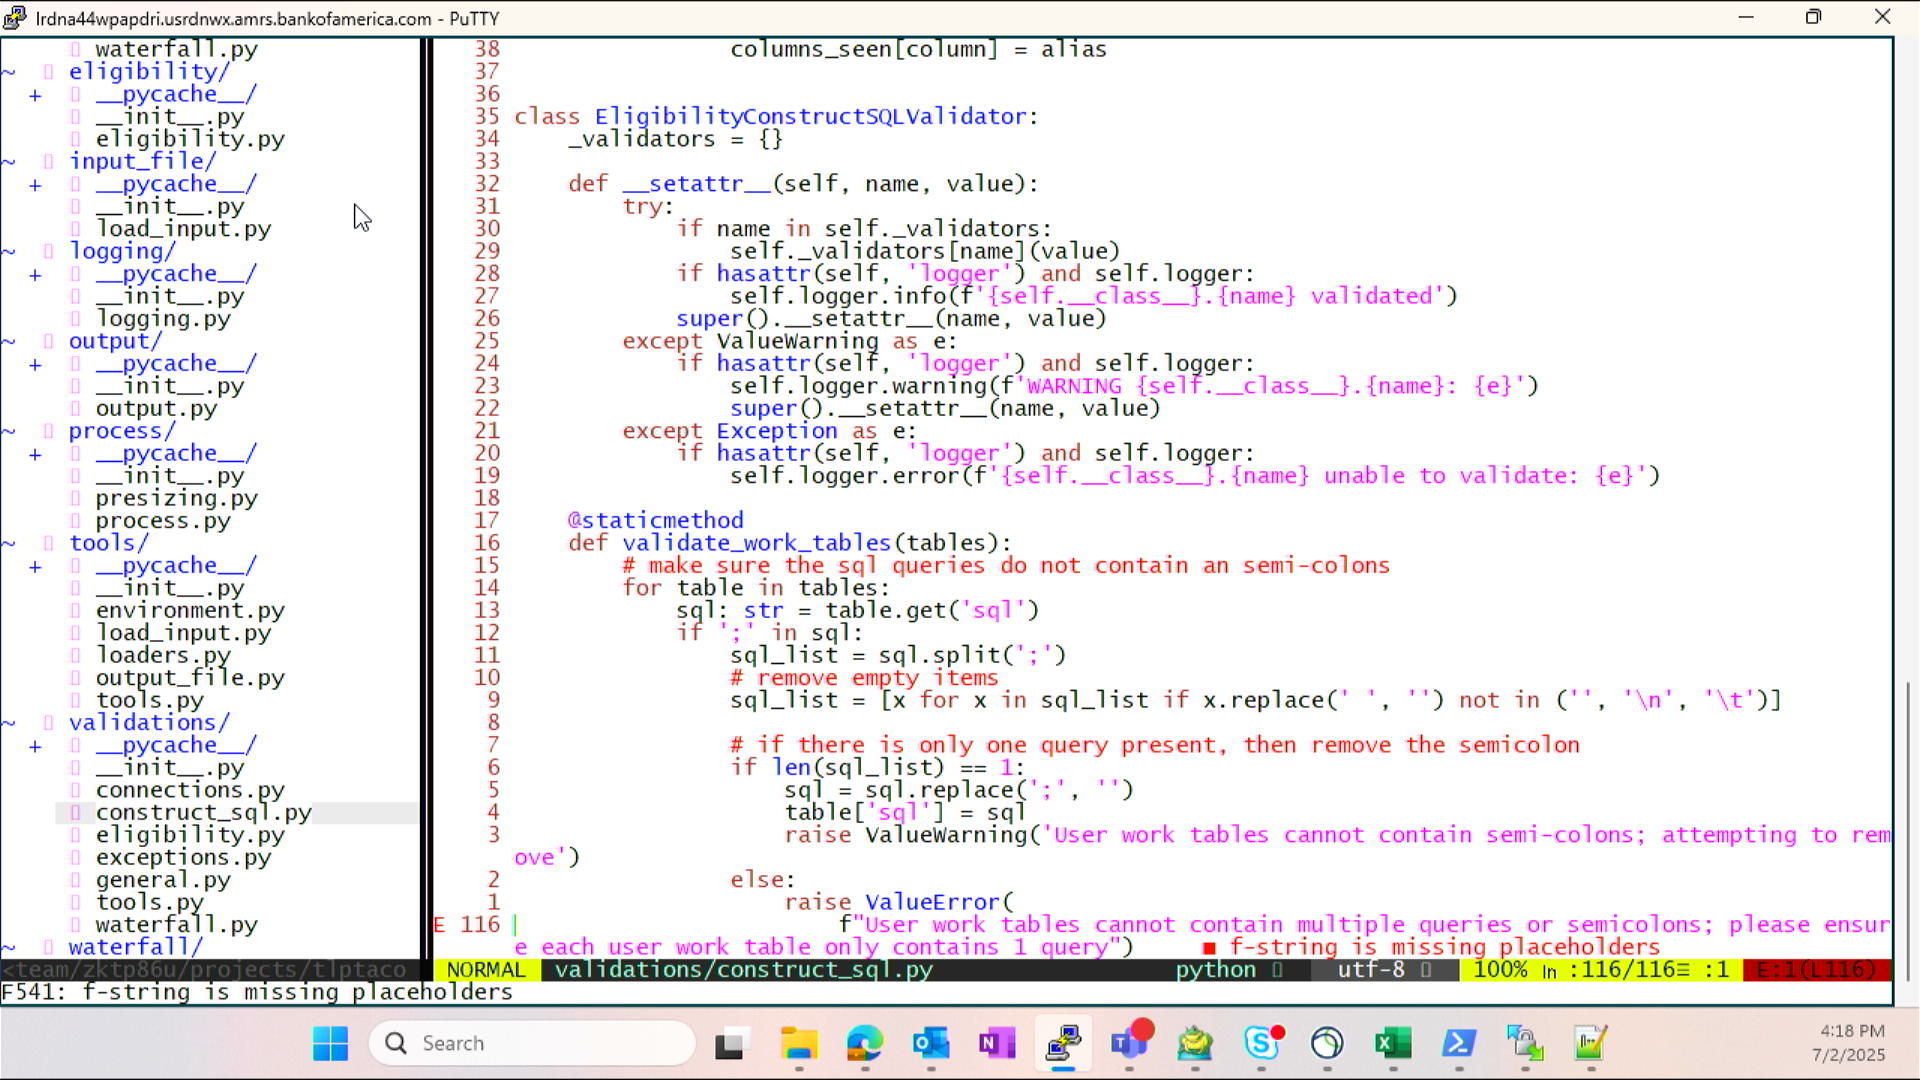 lrdna44wpapdri.usrdnwx.amrs.bankofamerica.com - PuTTY
waterfall.py
~ eligibility/
+ __pycache__/
__init__.py
eligibility.py
~ input_file/
+ __pycache__/
__init__.py
load_input.py
~ logging/
+ __pycache__/
__init__.py
logging.py
~ output/
+ __pycache__/
__init__.py
output.py
~ process/
+ __pycache__/
__init__.py
presizing.py
process.py
~ tools/
+ __pycache__/
__init__.py
environment.py
load_input.py
loaders.py
output_file.py
tools.py
~ validations/
+ __pycache__/
__init__.py
connections.py
construct_sql.py
eligibility.py
exceptions.py
general.py
tools.py
waterfall.py
~ waterfall/
<team/zktp86u/projects/tlptaco
38 columns_seen[column] = alias
37
36
35 class EligibilityConstructSQLValidator:
34 _validators = {}
33
32 def __setattr__(self, name, value):
31 try:
30 if name in self._validators:
29 self._validators[name](value)
28 if hasattr(self, 'logger') and self.logger:
27 self.logger.info(f'{self.__class__}.{name} validated')
26 super().__setattr__(name, value)
25 except ValueWarning as e:
24 if hasattr(self, 'logger') and self.logger:
23 self.logger.warning(f'WARNING {self.__class__}.{name}: {e}')
22 super().__setattr__(name, value)
21 except Exception as e:
20 if hasattr(self, 'logger') and self.logger:
19 self.logger.error(f'{self.__class__}.{name} unable to validate: {e}')
18
17 @staticmethod
16 def validate_work_tables(tables):
15 # make sure the sql queries do not contain an semi-colons
14 for table in tables:
13 sql: str = table.get('sql')
12 if ';' in sql:
11 sql_list = sql.split(';')
10 # remove empty items
9 sql_list = [x for x in sql_list if x.replace(' ', '') not in ('', '\n', '\t')]
8
7 # if there is only one query present, then remove the semicolon
6 if len(sql_list) == 1:
5 sql = sql.replace(';', '')
4 table['sql'] = sql
3 raise ValueWarning('User work tables cannot contain semi-colons; attempting to rem
ove')
2 else:
1 raise ValueError(
E 116 f"User work tables cannot contain multiple queries or semicolons; please ensur
e each user work table only contains 1 query") ■ f-string is missing placeholders
NORMAL validations/construct_sql.py python utf-8 100% ln :116/116≡ :1 E:1(L116)
F541: f-string is missing placeholders
Search
4:18 PM
7/2/2025